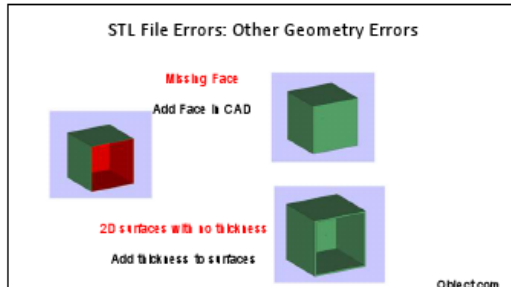 STL File Errors: Other Geometry Errors
Missing Face
Add Face in CAD
2D surfaces with no thickness
Add thickness to surfaces
Object.com